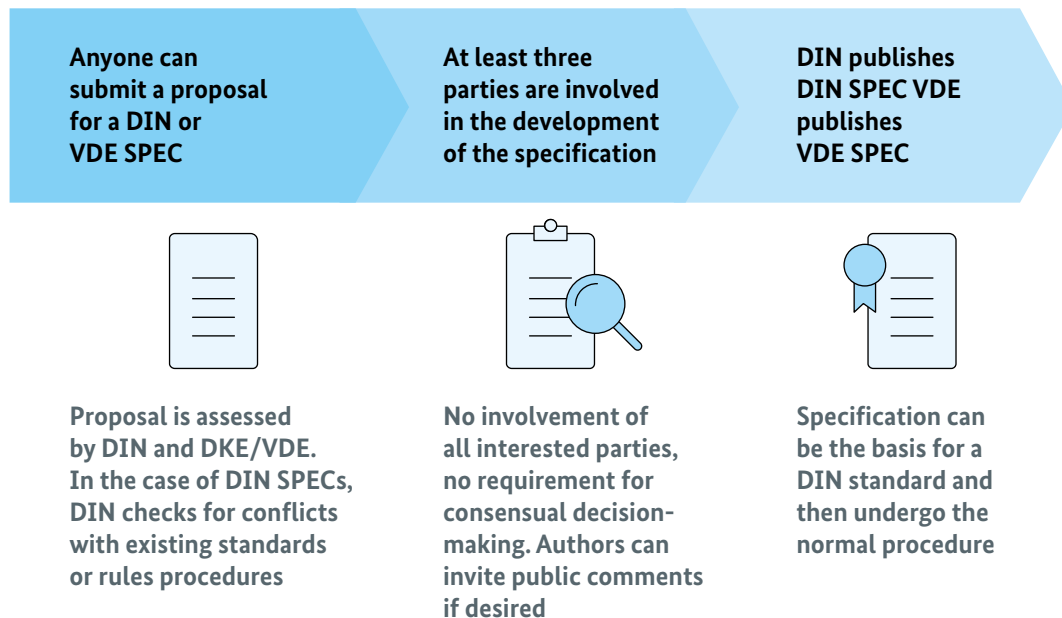 Anyone can
submit a proposal
for a DIN or
VDE SPEC
At least three
parties are involved
in the development
of the specification
DIN publishes
DIN SPEC VDE
publishes
VDE SPEC
Proposal is assessed
by DIN and DKE/VDE.
In the case of DIN SPECs,
DIN checks for conflicts
with existing standards
or rules procedures
No involvement of
all interested parties,
no requirement for
consensual decision-
making. Authors can
invite public comments
if desired
Specification can
be the basis for a
DIN standard and
then undergo the
normal procedure